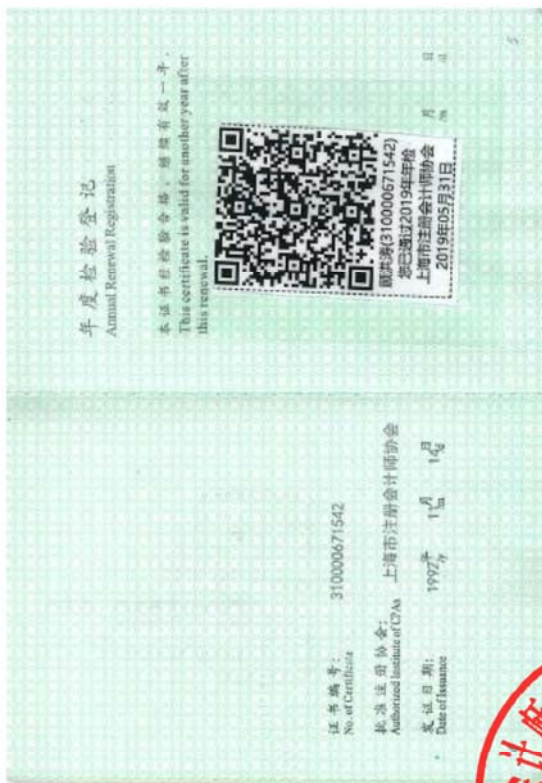 年度检验登记
Annual Renewal Registration
本证书经检验合格，继续有效一年。
This certificate is valid for another year after
this renewal.
(310000671542)
您已通过2019年年检
上海市注册会计师协会
2019年05月31日
月 日
/m /d
5
证书编号： 310000671542
No. of Certificate
批准注册协会： 上海市注册会计师协会
Authorized Institute of CPAs
发证日期： 1992年 11月 14日
Date of Issuance /y /m /d
计师